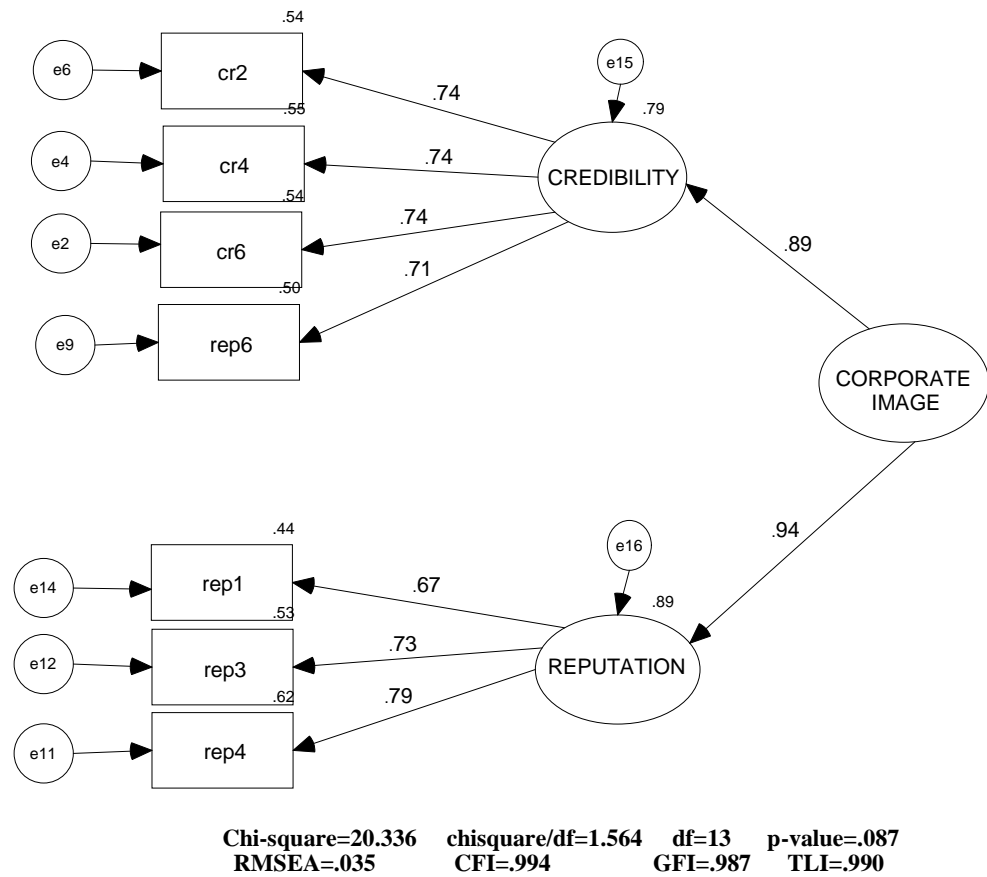 .54
e6
cr2
e15
.74
.79
.55
e4
cr4
.74
CREDIBILITY
.54
e2
cr6
.74
.89
.71
.50
e9
rep6
CORPORATE
IMAGE
.44
.94
e14
rep1
.67
e16
.89
.53
e12
rep3
.73
REPUTATION
.62
.79
e11
rep4
Chi-square=20.336 chisquare/df=1.564 df=13 p-value=.087
RMSEA=.035 CFI=.994 GFI=.987 TLI=.990